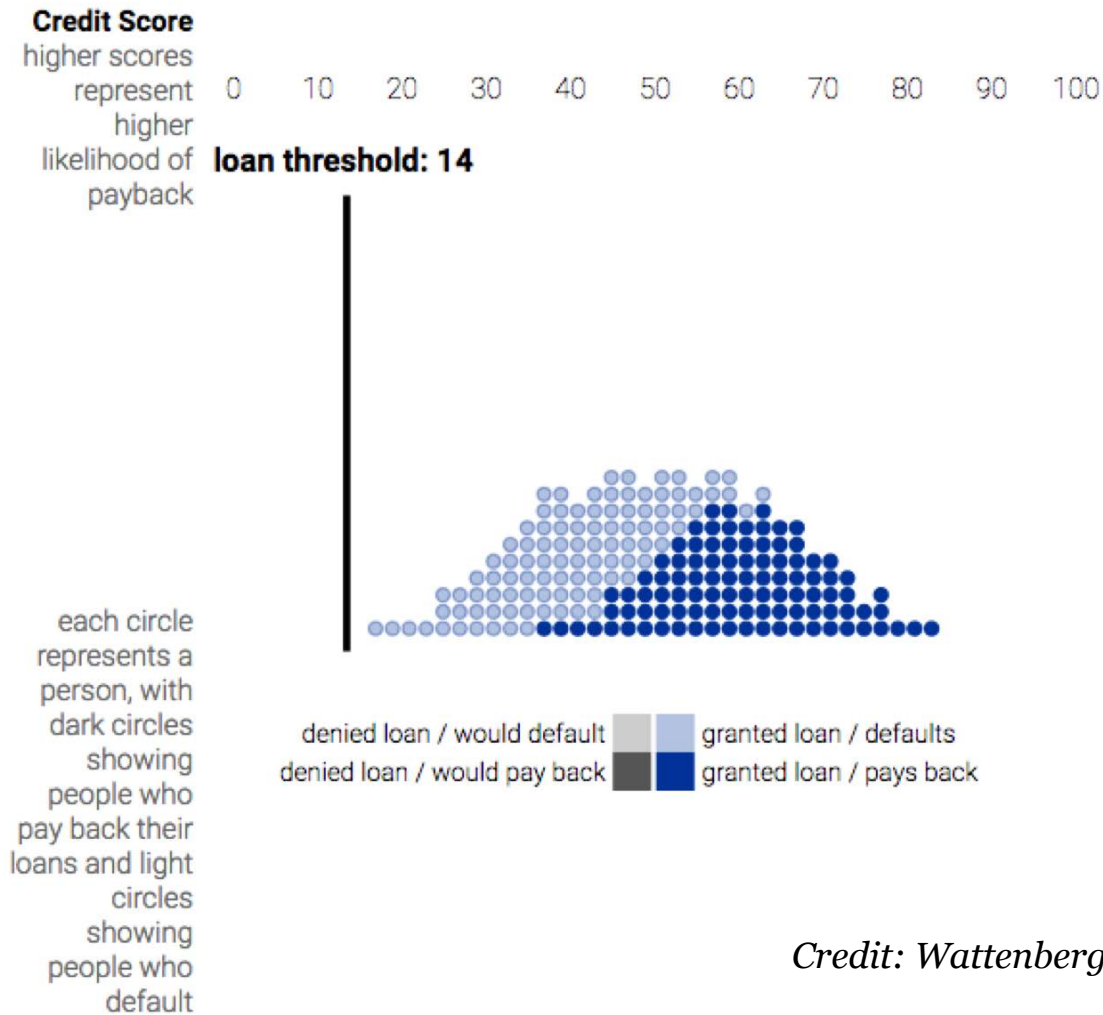 Credit Score
higher scores
represent
higher
likelihood of
payback
0 10 20 30 40 50 60 70 80 90 100
loan threshold: 14
each circle
represents a
person, with
dark circles
showing
people who
pay back their
loans and light
circles
showing
people who
default
denied loan / would default
granted loan / defaults
denied loan / would pay back
granted loan / pays back
Credit: Wattenberg